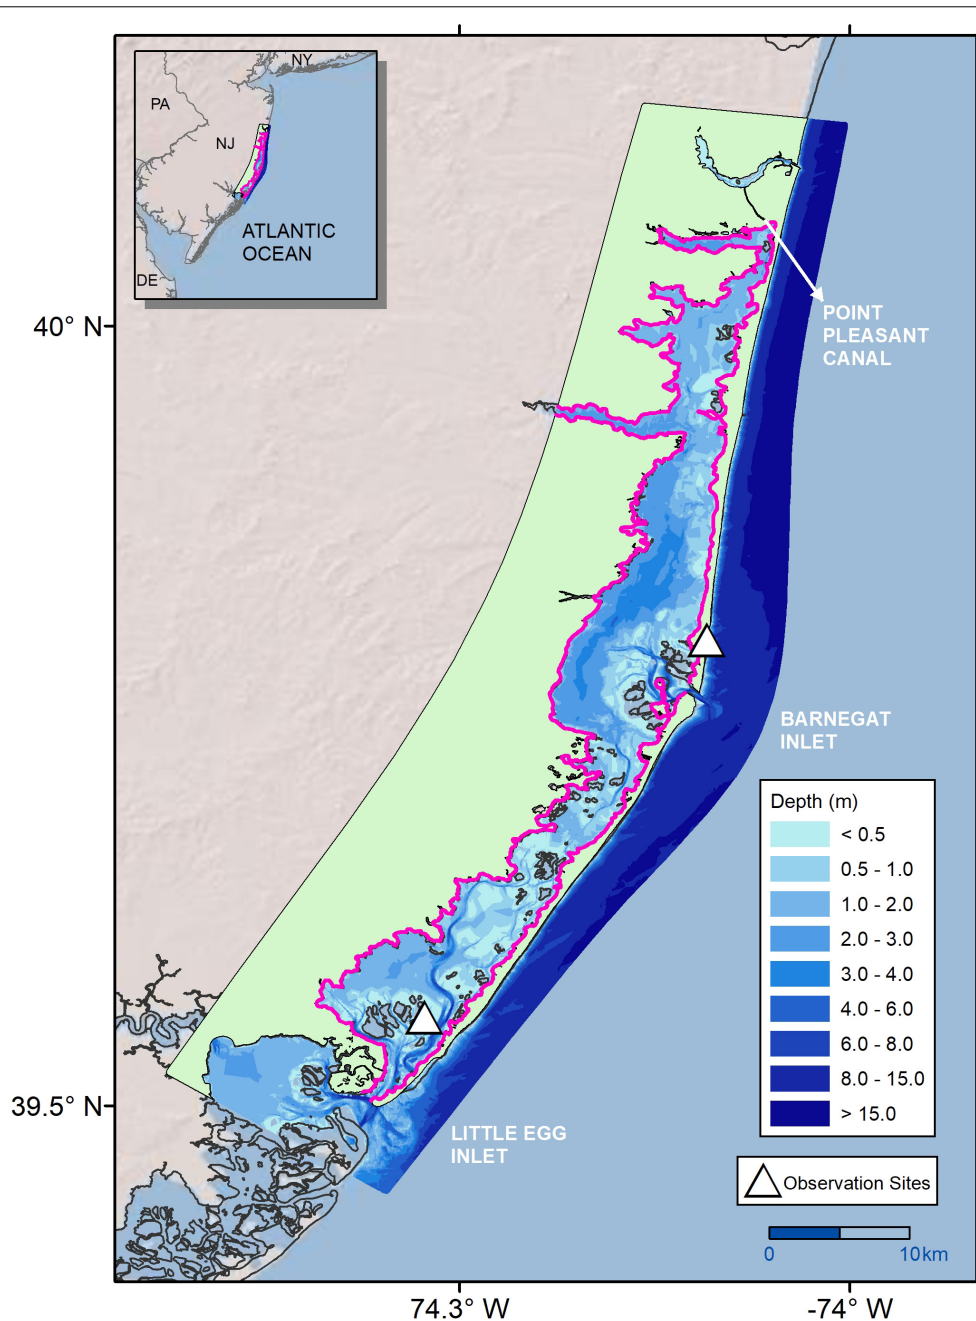 NY
PA
NJ
ATLANTIC
OCEAN
DE
40° N
POINT
PLEASANT
CANAL
BARNEGAT
INLET
Depth (m)
< 0.5
0.5 - 1.0
1.0 - 2.0
2.0 - 3.0
3.0 - 4.0
4.0 - 6.0
6.0 - 8.0
8.0 - 15.0
> 15.0
39.5° N
LITTLE EGG
INLET
Observation Sites
0 10 km
74.3° W -74° W